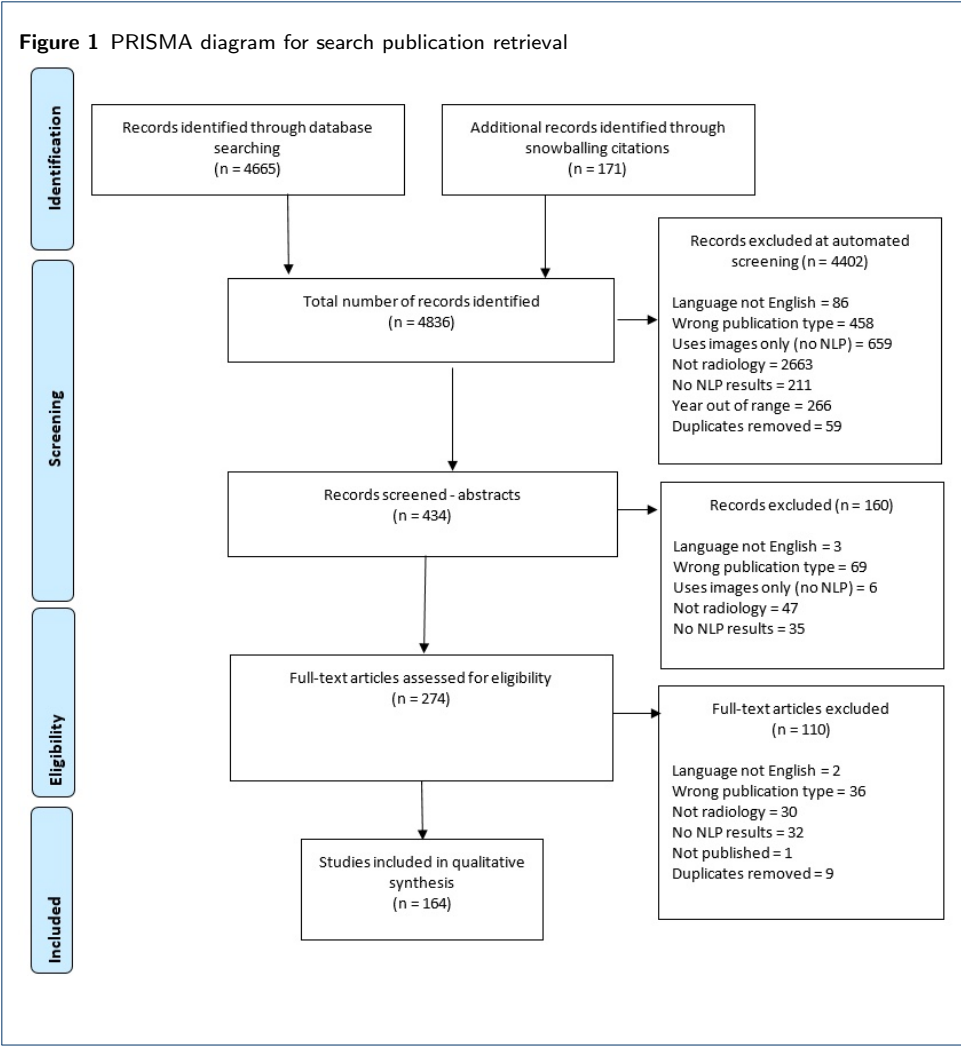 Figure 1 PRISMA diagram for search publication retrieval
Identification
Records identified through database
searching
(n = 4665)
Additional records identified through
snowballing citations
(n = 171)
Records excluded at automated
screening (n = 4402)
Language not English = 86
Wrong publication type = 458
Uses images only (no NLP) = 659
Not radiology = 2663
No NLP results = 211
Year out of range = 266
Duplicates removed = 59
Screening
Total number of records identified
(n = 4836)
Records screened - abstracts
(n = 434)
Records excluded (n = 160)
Language not English = 3
Wrong publication type = 69
Uses images only (no NLP) = 6
Not radiology = 47
No NLP results = 35
Eligibility
Full-text articles assessed for eligibility
(n = 274)
Full-text articles excluded
(n = 110)
Language not English = 2
Wrong publication type = 36
Not radiology = 30
No NLP results = 32
Not published = 1
Duplicates removed = 9
Included
Studies included in qualitative
synthesis
(n = 164)